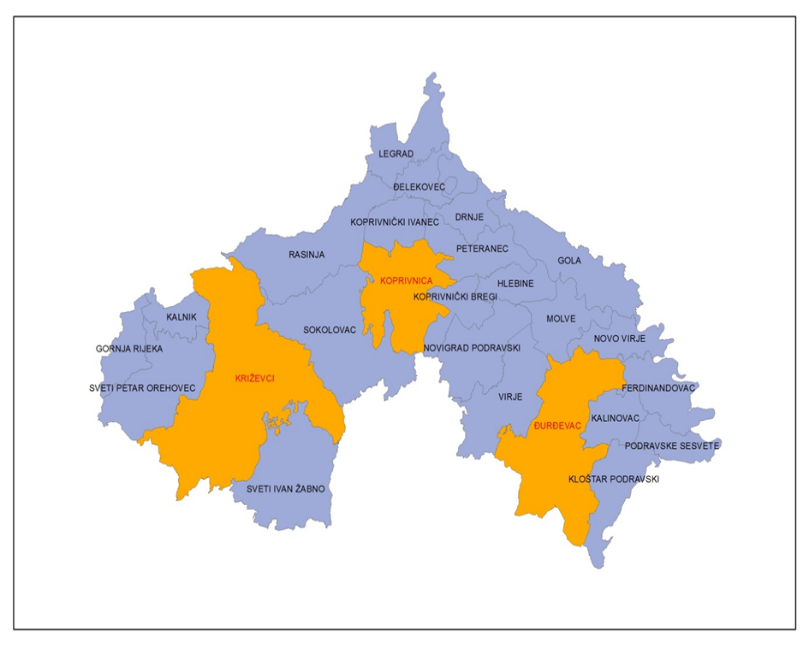 LEGRAD
ĐELEKOVEC
KOPRIVNIČKI IVANEC
DRNJE
PETERANEC
RASINJA
GOLA
KOPRIVNICA
HLEBINE
KOPRIVNIČKI BREGI
KALNIK
MOLVE
SOKOLOVAC
NOVO VIRJE
GORNJA RIJEKA
NOVIGRAD PODRAVSKI
KRIŽEVCI
SVETI PETAR OREHOVEC
FERDINANDOVAC
VIRJE
KALINOVAC
ĐURĐEVAC
PODRAVSKE SESVETE
KLOŠTAR PODRAVSKI
SVETI IVAN ŽABNO